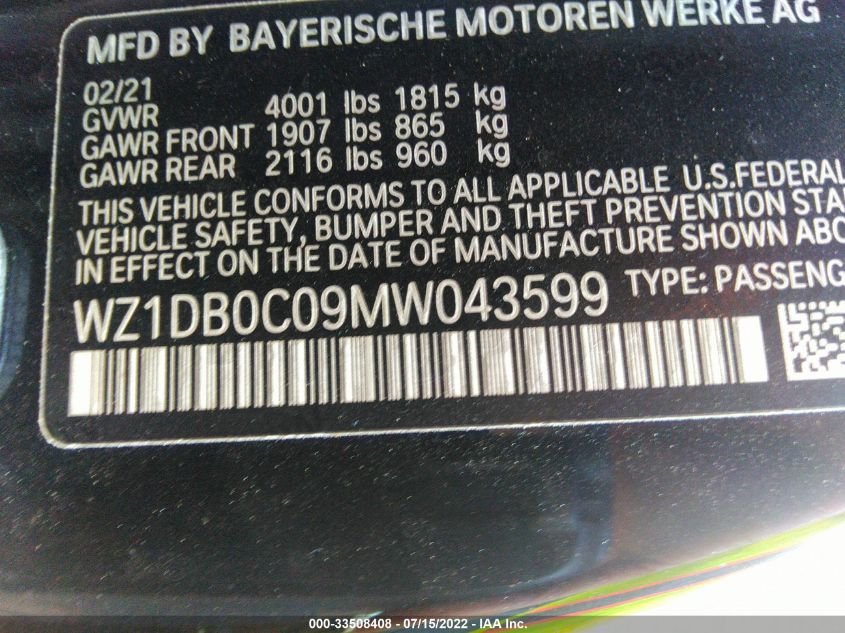 MFD BY BAYERISCHE MOTOREN WERKE AG
02/21
GVWR 4001 lbs 1815 kg
GAWR FRONT 1907 lbs 865 kg
GAWR REAR 2116 lbs 960 kg
THIS VEHICLE CONFORMS TO ALL APPLICABLE U.S.FEDERAL
VEHICLE SAFETY, BUMPER AND THEFT PREVENTION STA
IN EFFECT ON THE DATE OF MANUFACTURE SHOWN ABO
WZ1DB0C09MW043599 TYPE: PASSENG
000-33508408 - 07/15/2022 - IAA Inc.